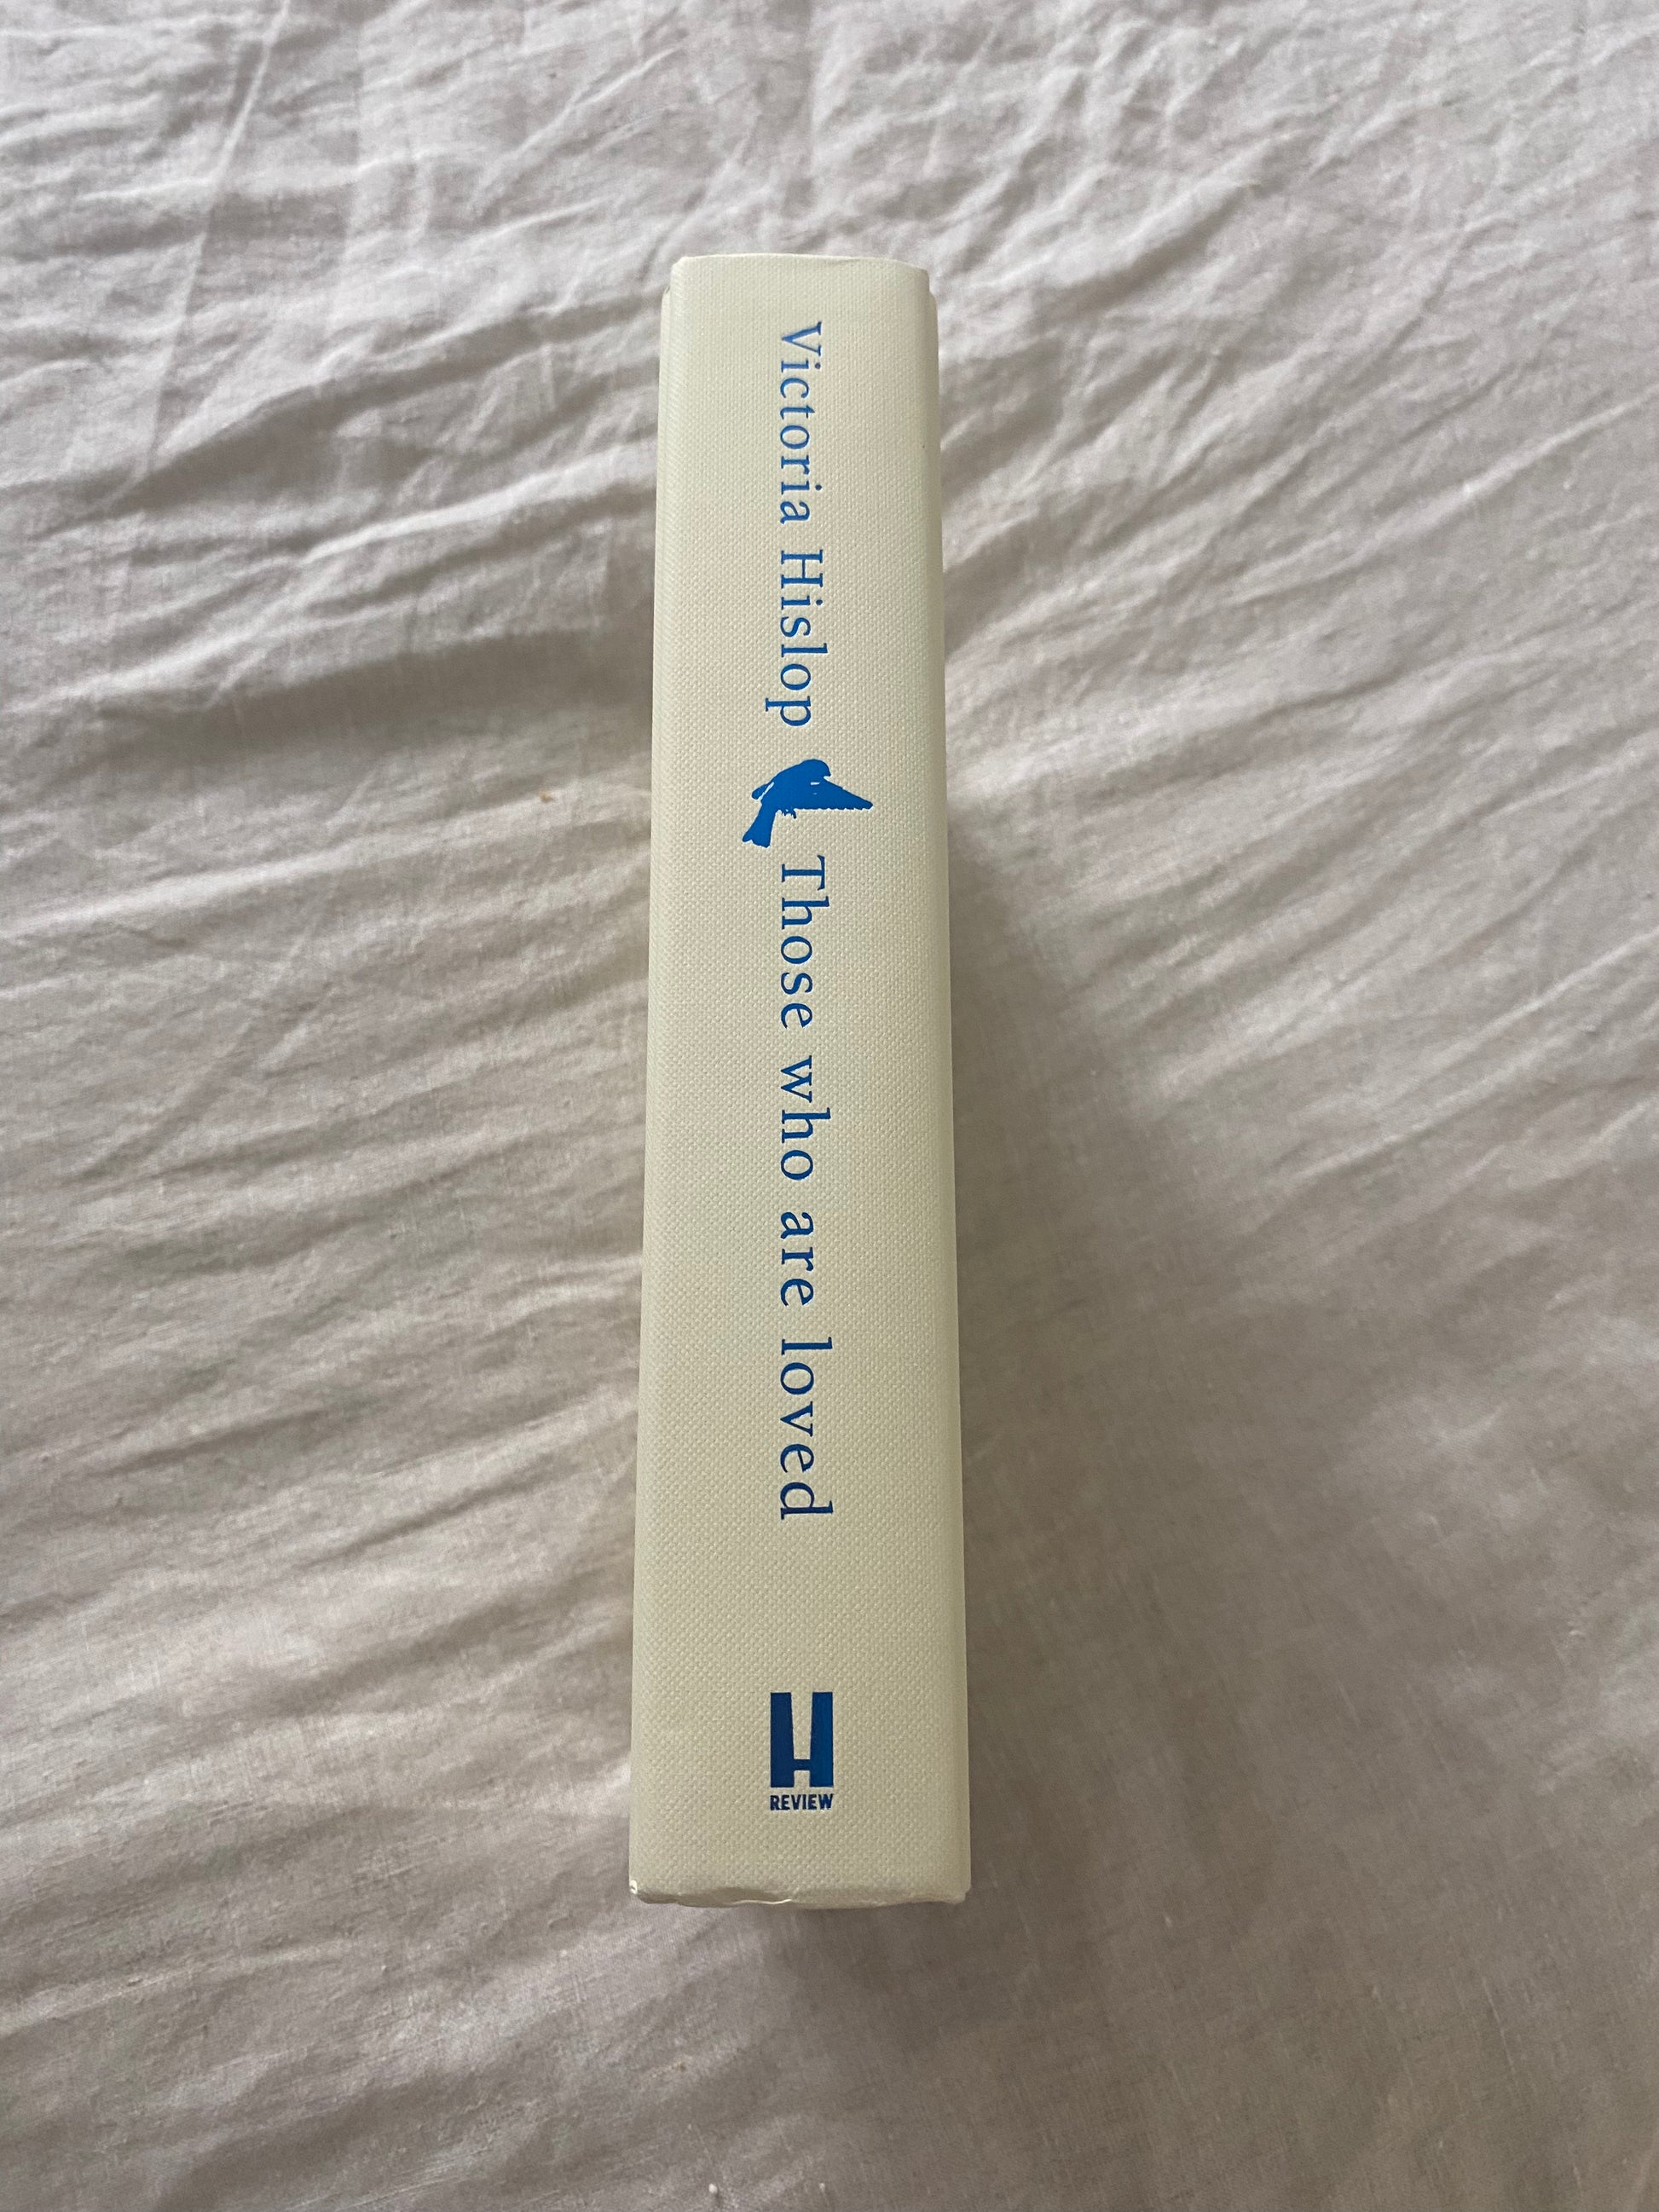 Victoria Hislop
Those who are loved
H
REVIEW